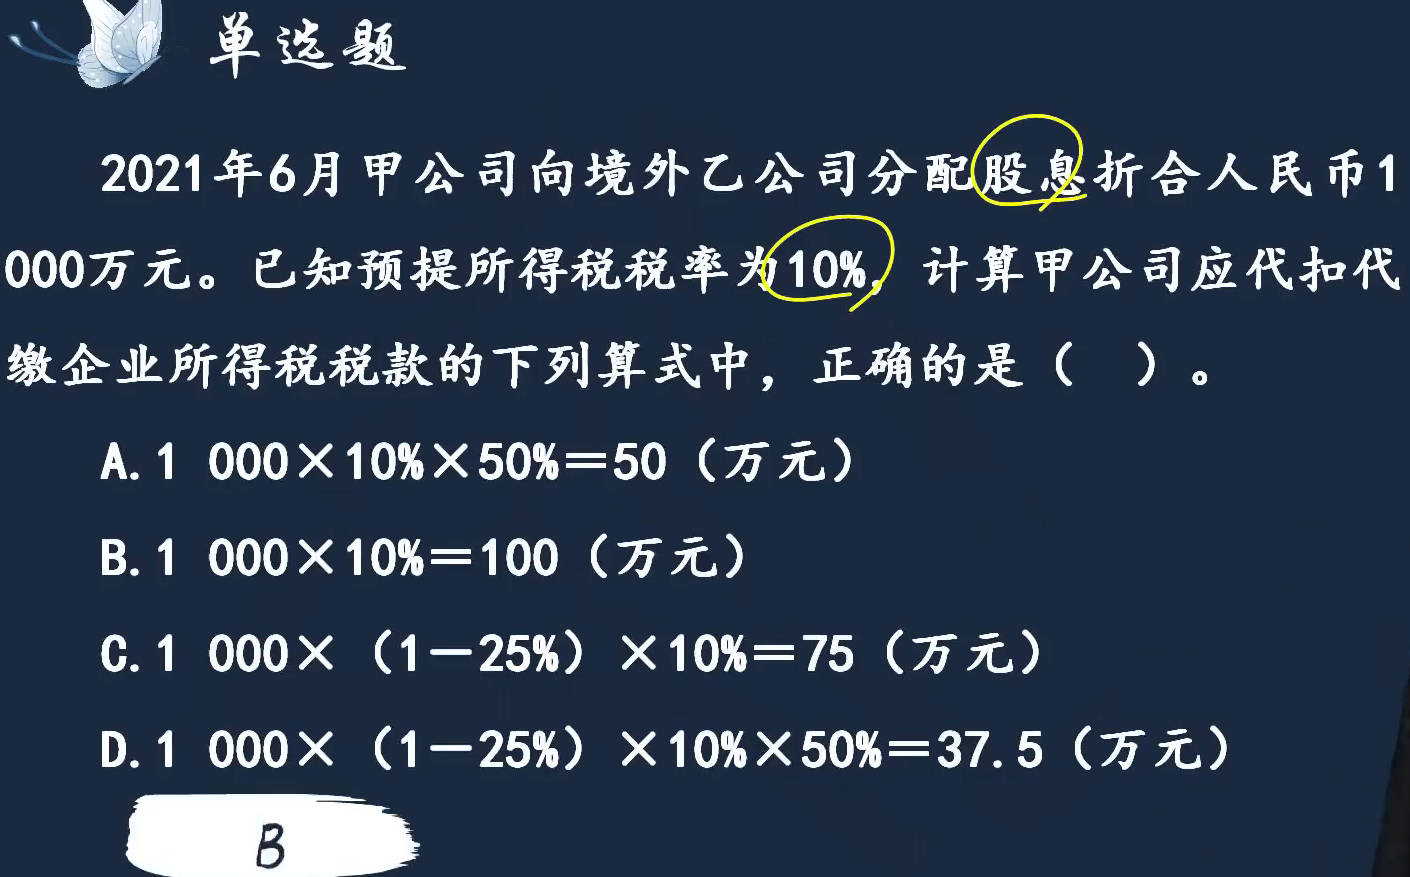 单选题
2021年6月甲公司向境外乙公司分配股息折合人民币1
000万元。已知预提所得税税率为10%，计算甲公司应代扣代
缴企业所得税税款的下列算式中，正确的是（　）。
A.1 000×10%×50%＝50（万元）
B.1 000×10%＝100（万元）
C.1 000×（1－25%）×10%＝75（万元）
D.1 000×（1－25%）×10%×50%＝37.5（万元）
B